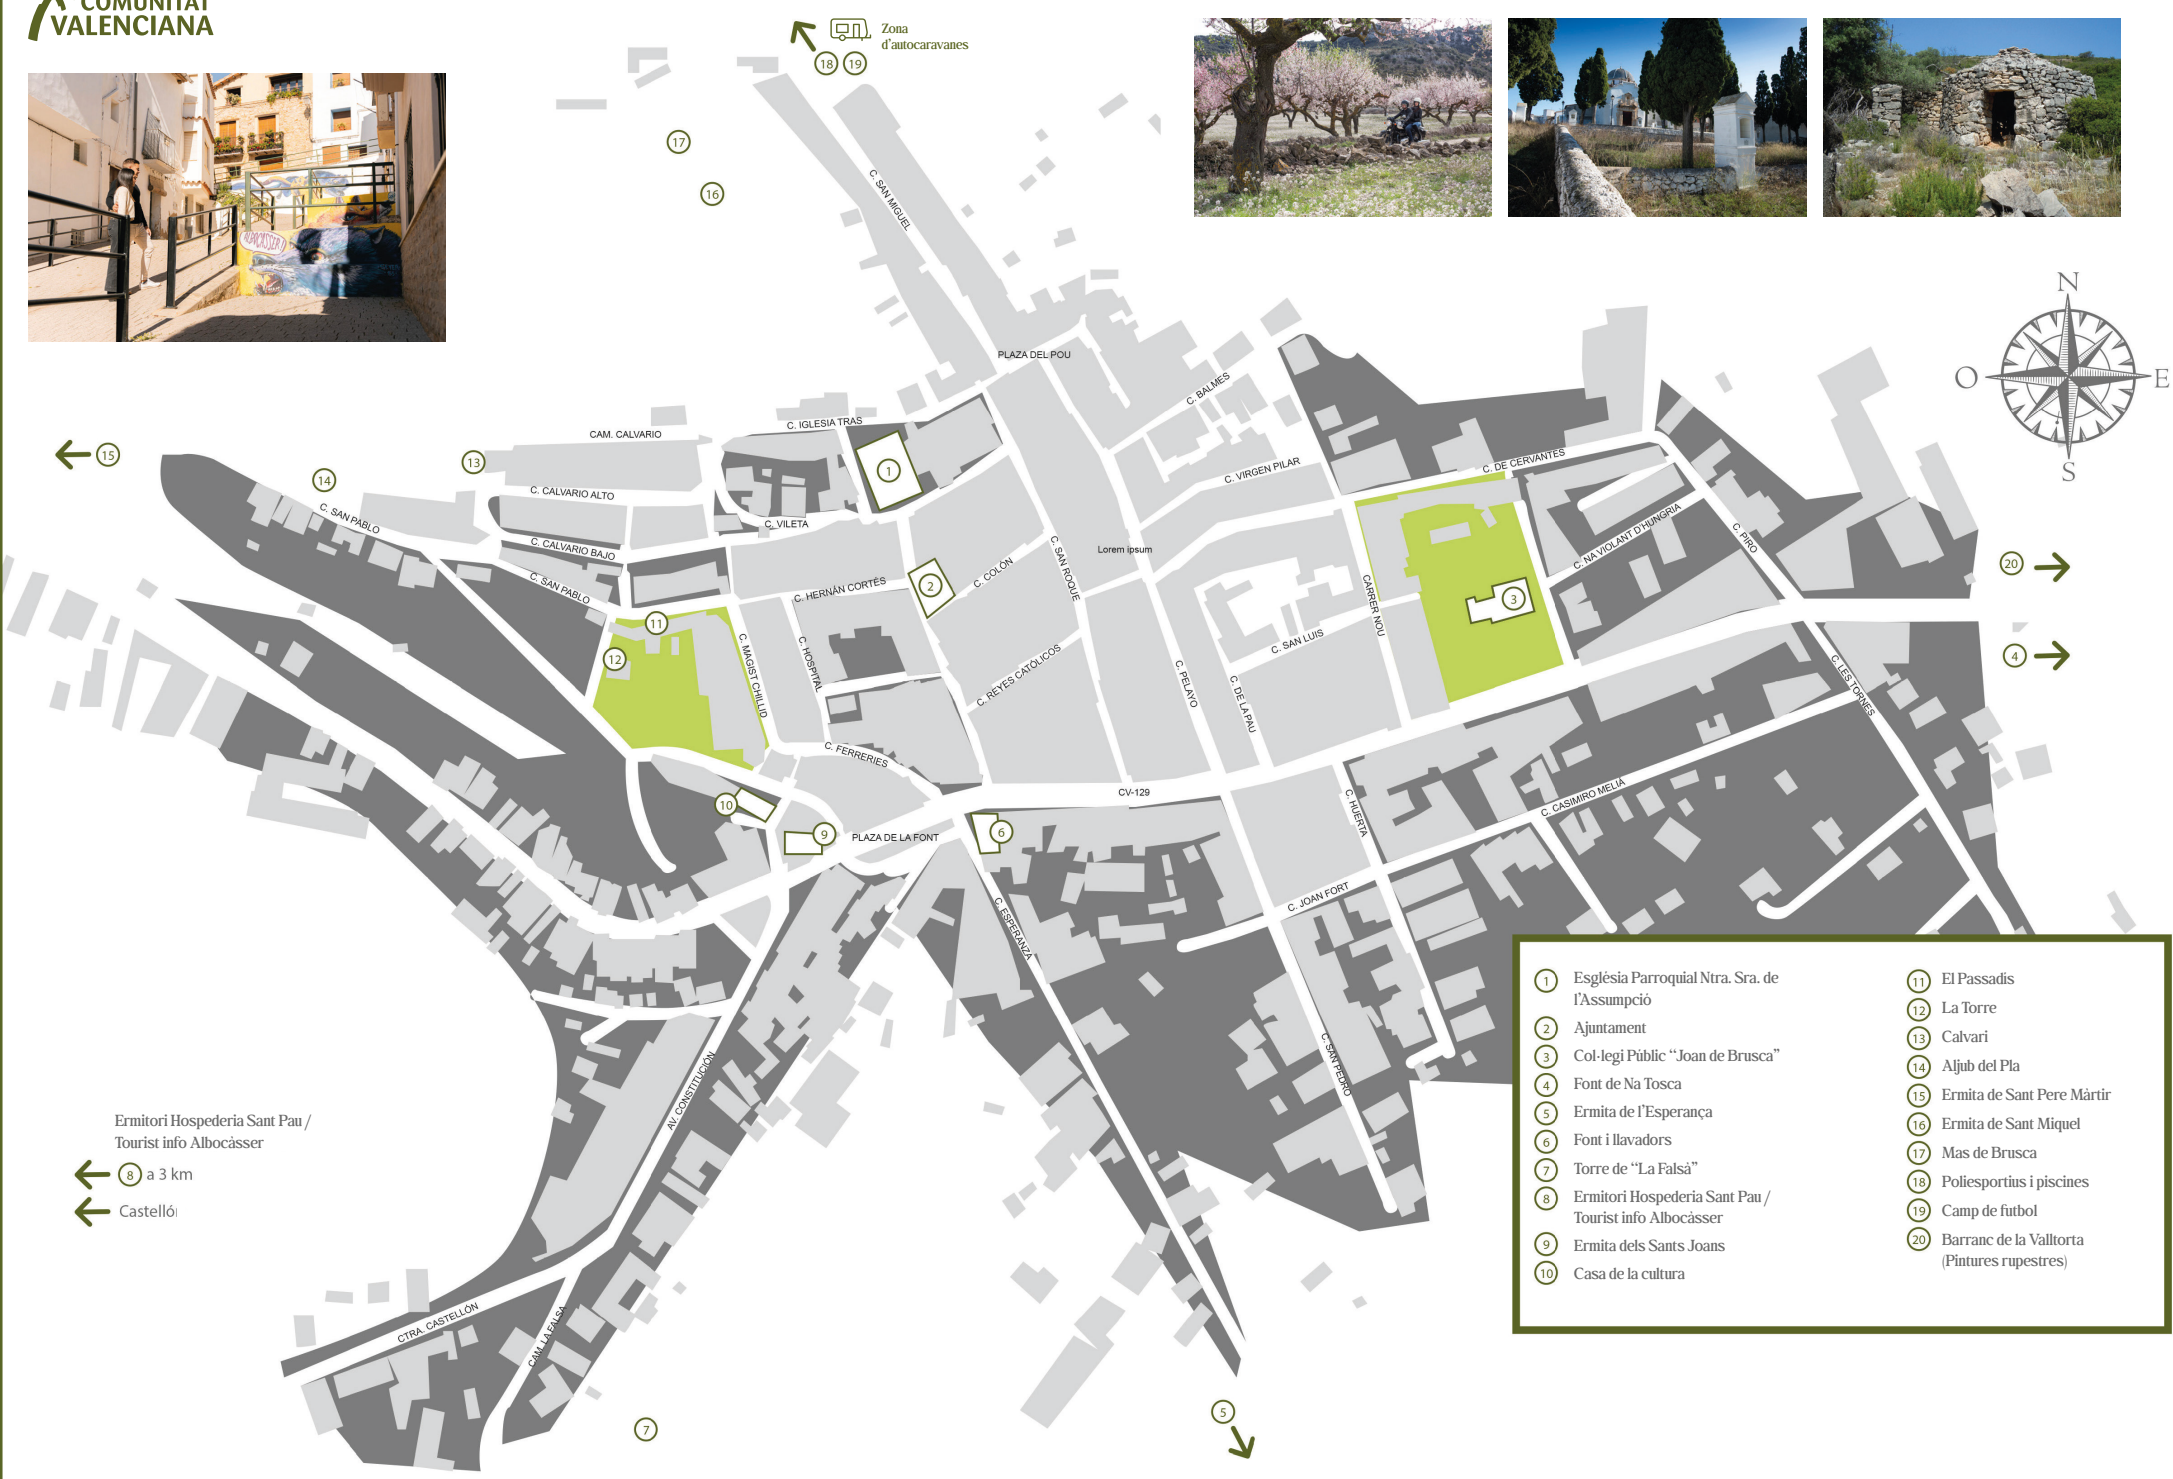 COMUNITAT
VALENCIANA
Zona
d'autocaravanes
18 19
17
16
ALBOCÀSSER!
N
O
E
S
C. SAN MIGUEL
PLAZA DEL POU
C. BALMES
C. IGLESIA TRAS
CAM. CALVARIO
15
13
14
1
C. VIRGEN PILAR
C. DE CERVANTES
C. CALVARIO ALTO
C. SAN PABLO
C. VILETA
C. CALVARIO BAJO
C. SAN PABLO
C. HERNÁN CORTÉS
2
C. COLÓN
C. SAN ROQUE
Lorem ipsum
C. NA VIOLANT D'HUNGRIA
C. PIRO
20
3
CARRER NOU
11
12
C. MAGIST CHILLID
C. HOSPITAL
C. REYES CATÓLICOS
C. SAN LUIS
C. PELAYO
C. DE LA PAU
4
C. LES TORNES
C. FERRERIES
CV-129
10
9
PLAZA DE LA FONT
6
C. HUERTA
C. CASIMIRO MELIÁ
C. JOAN FORT
C. ESPERANZA
C. SAN PEDRO
AV. CONSTITUCIÓN
Ermitori Hospederia Sant Pau /
Tourist info Albocàsser
8 a 3 km
Castelló
CTRA. CASTELLÓN
CAM. LA FALSA
7
5
1 Església Parroquial Ntra. Sra. de
l'Assumpció
2 Ajuntament
3 Col·legi Públic “Joan de Brusca”
4 Font de Na Tosca
5 Ermita de l'Esperança
6 Font i llavadors
7 Torre de “La Falsà”
8 Ermitori Hospederia Sant Pau /
Tourist info Albocàsser
9 Ermita dels Sants Joans
10 Casa de la cultura
11 El Passadis
12 La Torre
13 Calvari
14 Aljub del Pla
15 Ermita de Sant Pere Màrtir
16 Ermita de Sant Miquel
17 Mas de Brusca
18 Poliesportius i piscines
19 Camp de futbol
20 Barranc de la Valltorta
(Pintures rupestres)